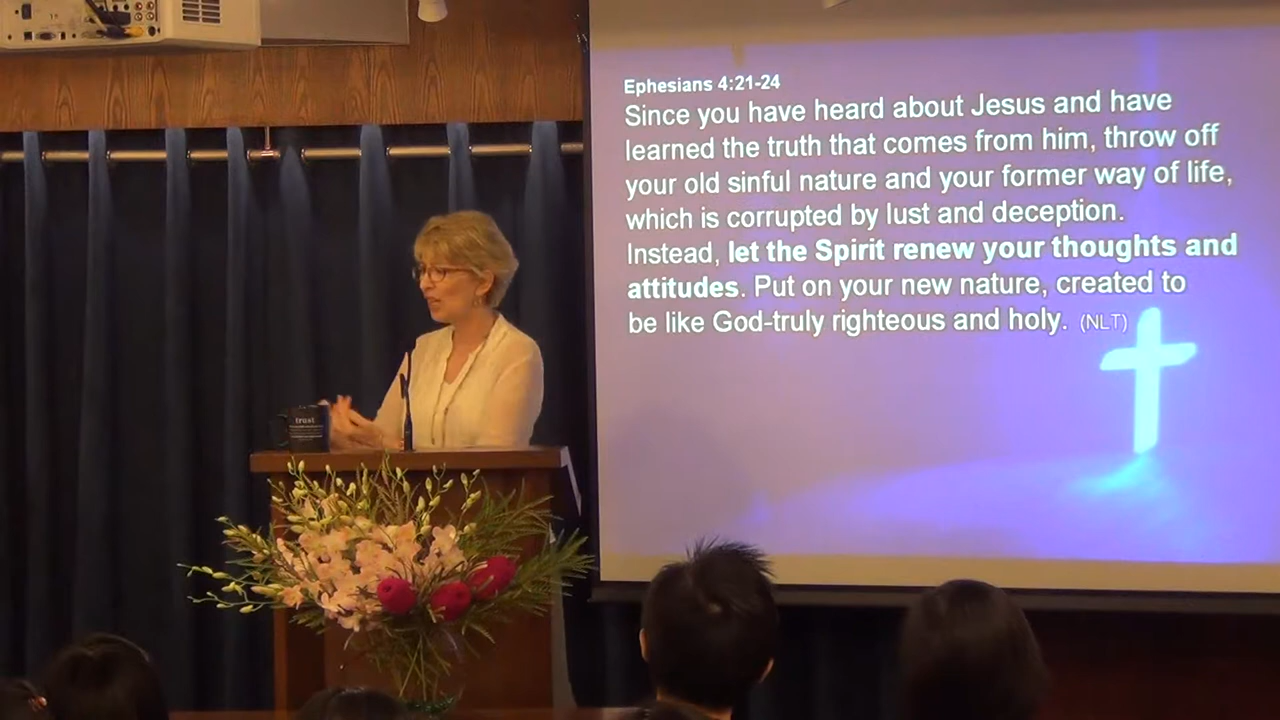 Ephesians 4:21-24
Since you have heard about Jesus and have
learned the truth that comes from him, throw off
your old sinful nature and your former way of life,
which is corrupted by lust and deception.
Instead, let the Spirit renew your thoughts and
attitudes. Put on your new nature, created to
be like God-truly righteous and holy. (NLT)
trust